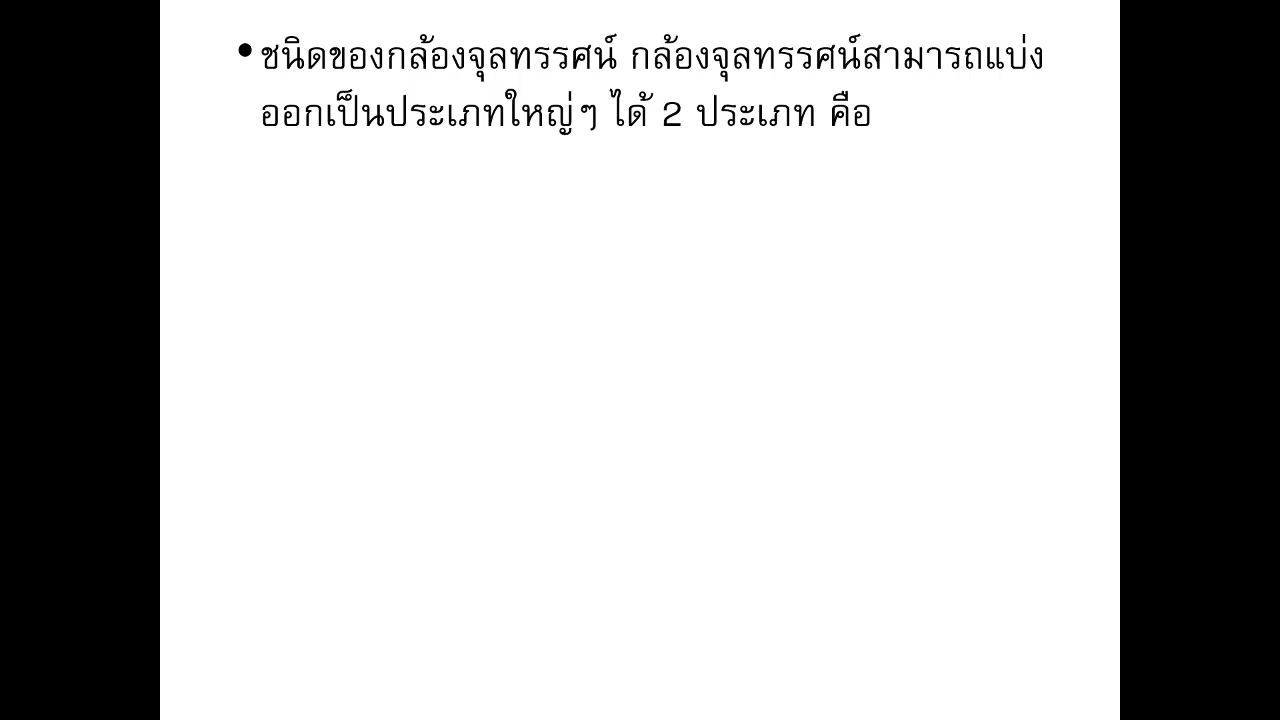 •ชนิดของกล้องจุลทรรศน์ กล้องจุลทรรศน์สามารถแบ่ง
ออกเป็นประเภทใหญ่ๆ ได้ 2 ประเภท คือ